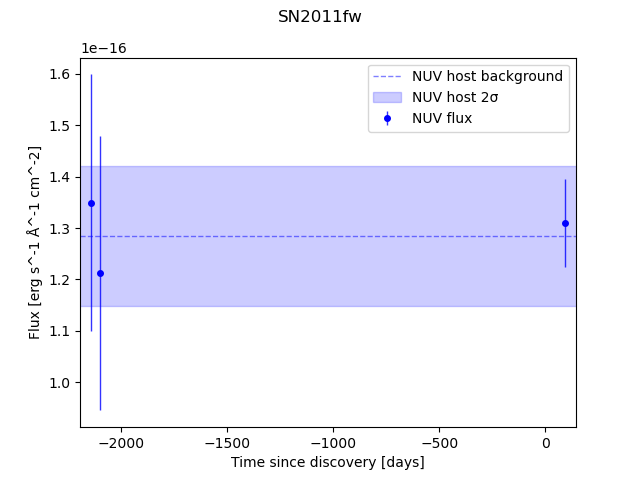 SN2011fw
1e−16
1.6
1.5
1.4
1.3
1.2
1.1
1.0
Flux [erg s^-1 Å^-1 cm^-2]
NUV host background
NUV host 2σ
NUV flux
−2000 −1500 −1000 −500 0
Time since discovery [days]